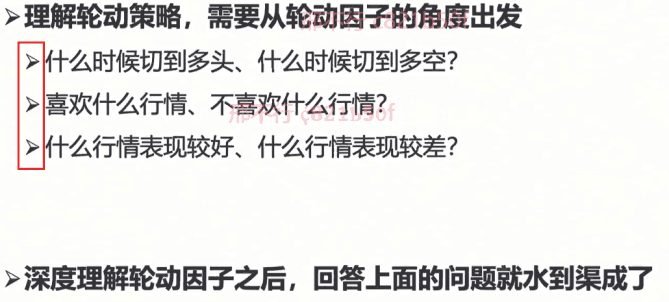 ➢理解轮动策略，需要从轮动因子的角度出发
➢什么时候切到多头、什么时候切到多空？
➢喜欢什么行情、不喜欢什么行情？
➢什么行情表现较好、什么行情表现较差？
➢深度理解轮动因子之后，回答上面的问题就水到渠成了